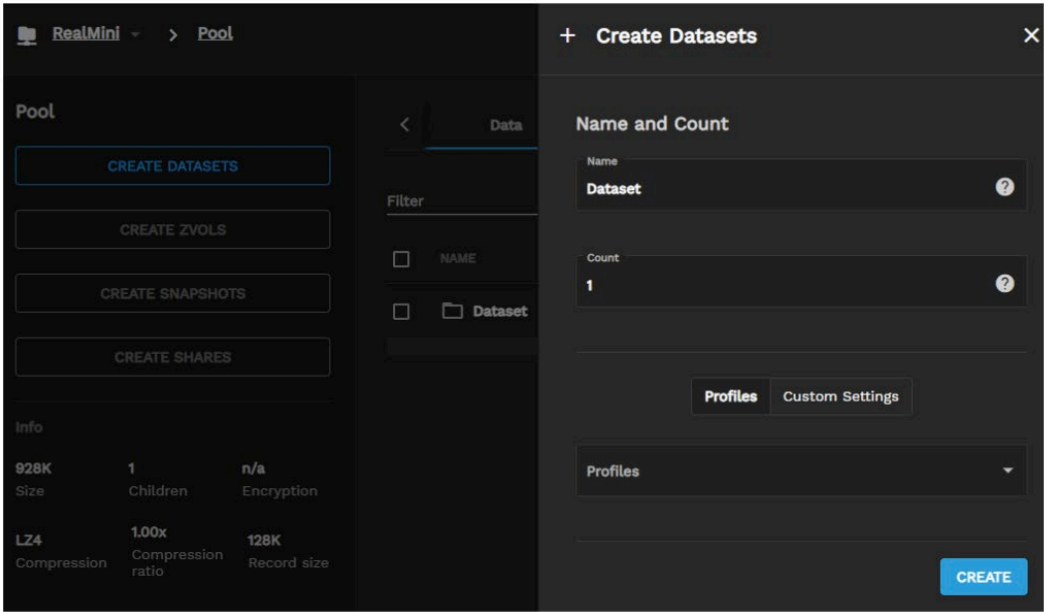 RealMini > Pool
Pool
CREATE DATASETS
CREATE ZVOLS
CREATE SNAPSHOTS
CREATE SHARES
Info
928K 1 n/a
Size Children Encryption
LZ4 1.00x 128K
Compression Compression ratio Record size
Data
Filter
NAME
Dataset
+ Create Datasets
Name and Count
Name
Dataset
Count
1
Profiles Custom Settings
Profiles
CREATE